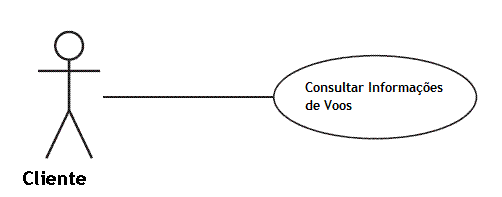 Consultar Informações
de Voos
Cliente